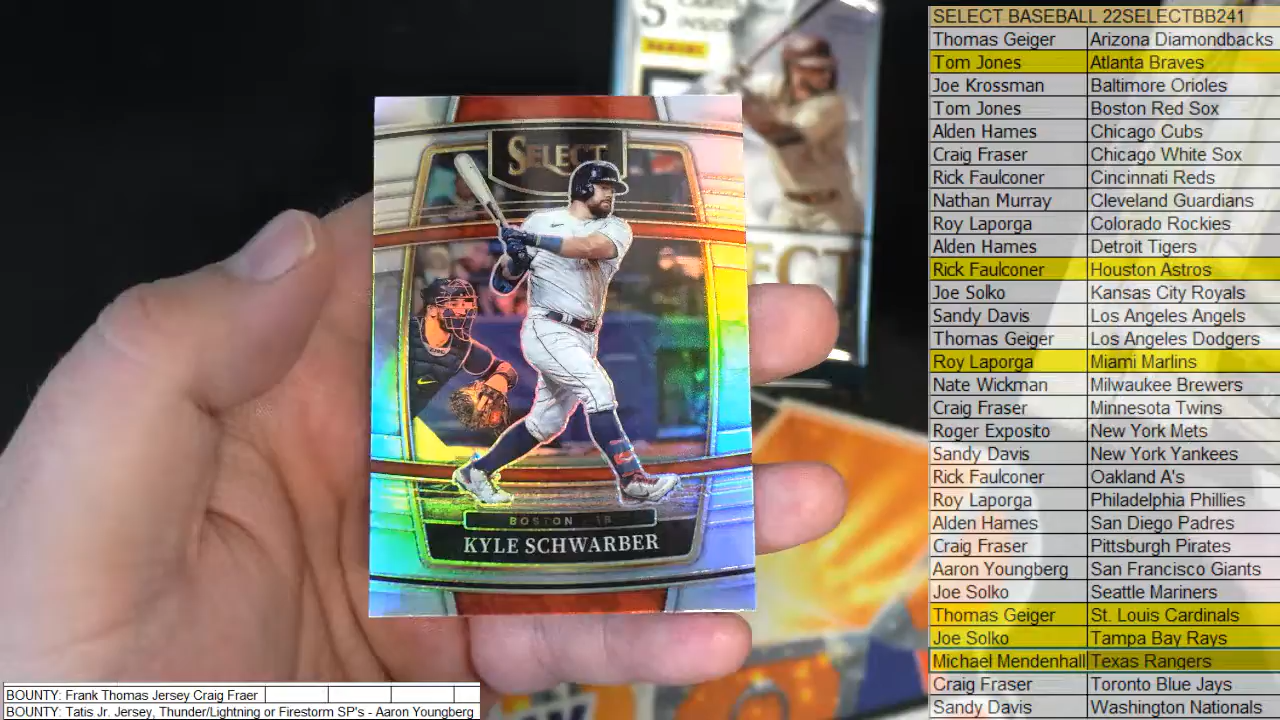 SELECT
BOSTON 18
KYLE SCHWARBER
SELECT BASEBALL 22SELECTBB241
Thomas Geiger Arizona Diamondbacks
Tom Jones Atlanta Braves
Joe Krossman Baltimore Orioles
Tom Jones Boston Red Sox
Alden Hames Chicago Cubs
Craig Fraser Chicago White Sox
Rick Faulconer Cincinnati Reds
Nathan Murray Cleveland Guardians
Roy Laporga Colorado Rockies
Alden Hames Detroit Tigers
Rick Faulconer Houston Astros
Joe Solko Kansas City Royals
Sandy Davis Los Angeles Angels
Thomas Geiger Los Angeles Dodgers
Roy Laporga Miami Marlins
Nate Wickman Milwaukee Brewers
Craig Fraser Minnesota Twins
Roger Exposito New York Mets
Sandy Davis New York Yankees
Rick Faulconer Oakland A's
Roy Laporga Philadelphia Phillies
Alden Hames San Diego Padres
Craig Fraser Pittsburgh Pirates
Aaron Youngberg San Francisco Giants
Joe Solko Seattle Mariners
Thomas Geiger St. Louis Cardinals
Joe Solko Tampa Bay Rays
Michael Mendenhall Texas Rangers
Craig Fraser Toronto Blue Jays
Sandy Davis Washington Nationals
BOUNTY: Frank Thomas Jersey Craig Fraer
BOUNTY: Tatis Jr. Jersey, Thunder/Lightning or Firestorm SP's - Aaron Youngberg